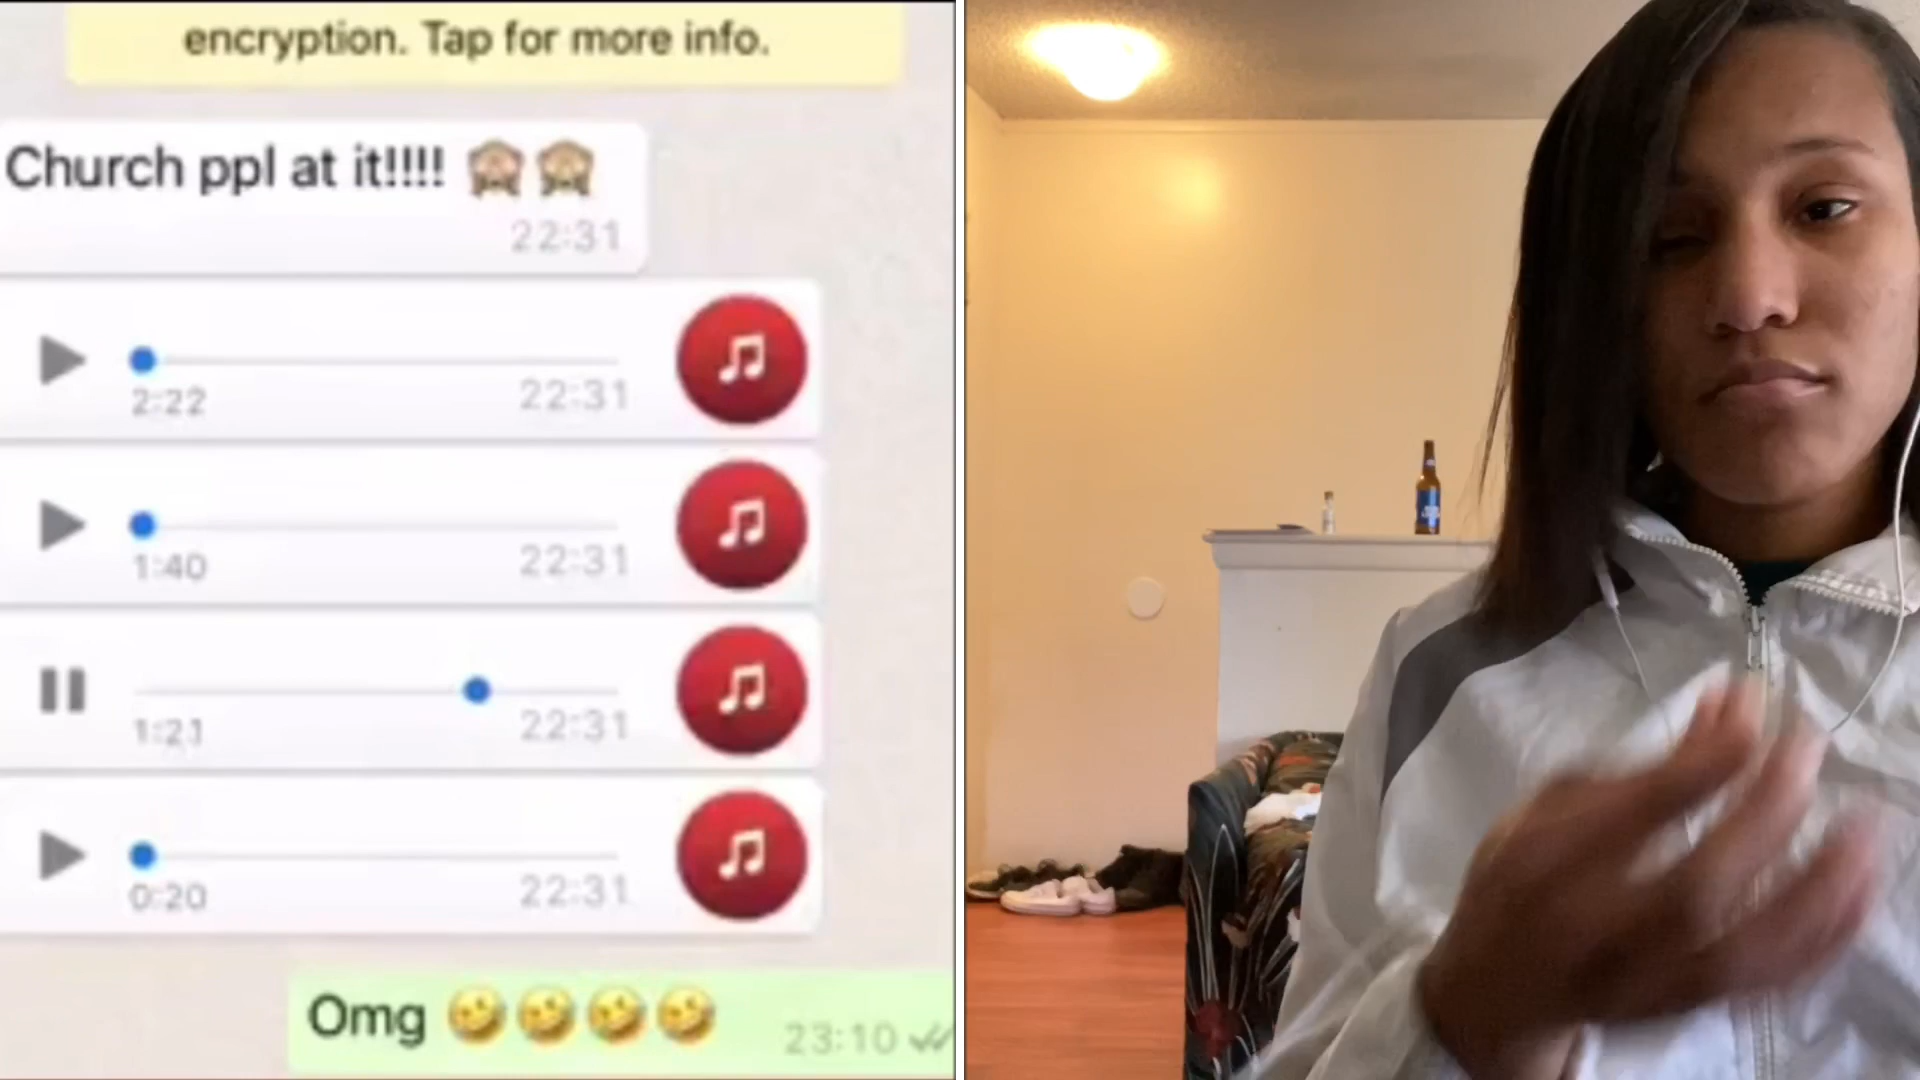 encryption. Tap for more info.
Church ppl at it!!!! 🙈🙈
22:31
2:22 22:31
1:40 22:31
1:21 22:31
0:20 22:31
Omg 🤣🤣🤣🤣 23:10